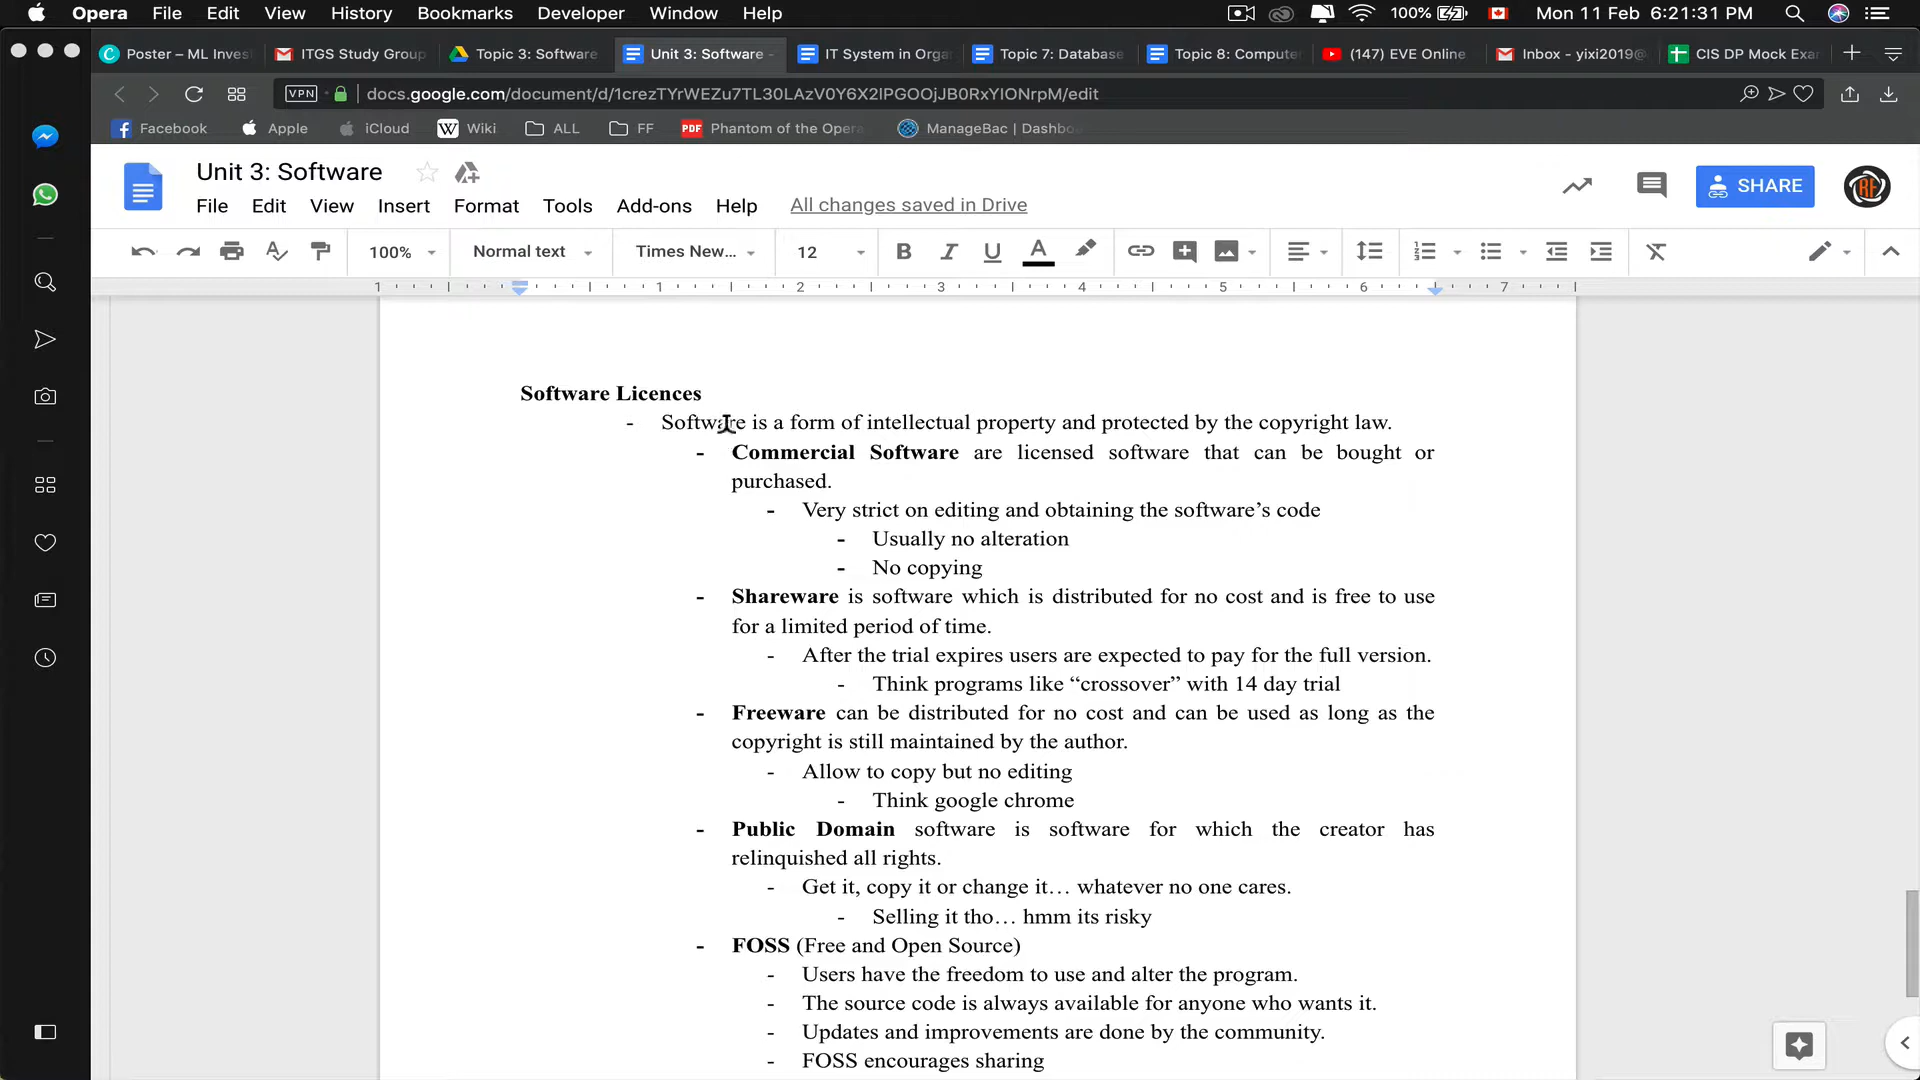 Opera File Edit View History Bookmarks Developer Window Help 100% Mon 11 Feb 6:21:31 PM
Poster – ML Inves ITGS Study Group Topic 3: Software Unit 3: Software - IT System in Orga Topic 7: Database Topic 8: Compute (147) EVE Online Inbox - yixi2019@ CIS DP Mock Exa
VPN docs.google.com/document/d/1crezTYrWEZu7TL30LAzV0Y6X2lPGOOjJB0RxYIONrpM/edit
Facebook Apple iCloud W Wiki ALL FF PDF Phantom of the Opera ManageBac | Dashbo
Unit 3: Software
SHARE
File Edit View Insert Format Tools Add-ons Help All changes saved in Drive
100% Normal text Times New... 12 B I U A
1 1 2 3 4 5 6 7
Software Licences
- Software is a form of intellectual property and protected by the copyright law.
- Commercial Software are licensed software that can be bought or
purchased.
- Very strict on editing and obtaining the software’s code
- Usually no alteration
- No copying
- Shareware is software which is distributed for no cost and is free to use
for a limited period of time.
- After the trial expires users are expected to pay for the full version.
- Think programs like “crossover” with 14 day trial
- Freeware can be distributed for no cost and can be used as long as the
copyright is still maintained by the author.
- Allow to copy but no editing
- Think google chrome
- Public Domain software is software for which the creator has
relinquished all rights.
- Get it, copy it or change it… whatever no one cares.
- Selling it tho… hmm its risky
- FOSS (Free and Open Source)
- Users have the freedom to use and alter the program.
- The source code is always available for anyone who wants it.
- Updates and improvements are done by the community.
- FOSS encourages sharing